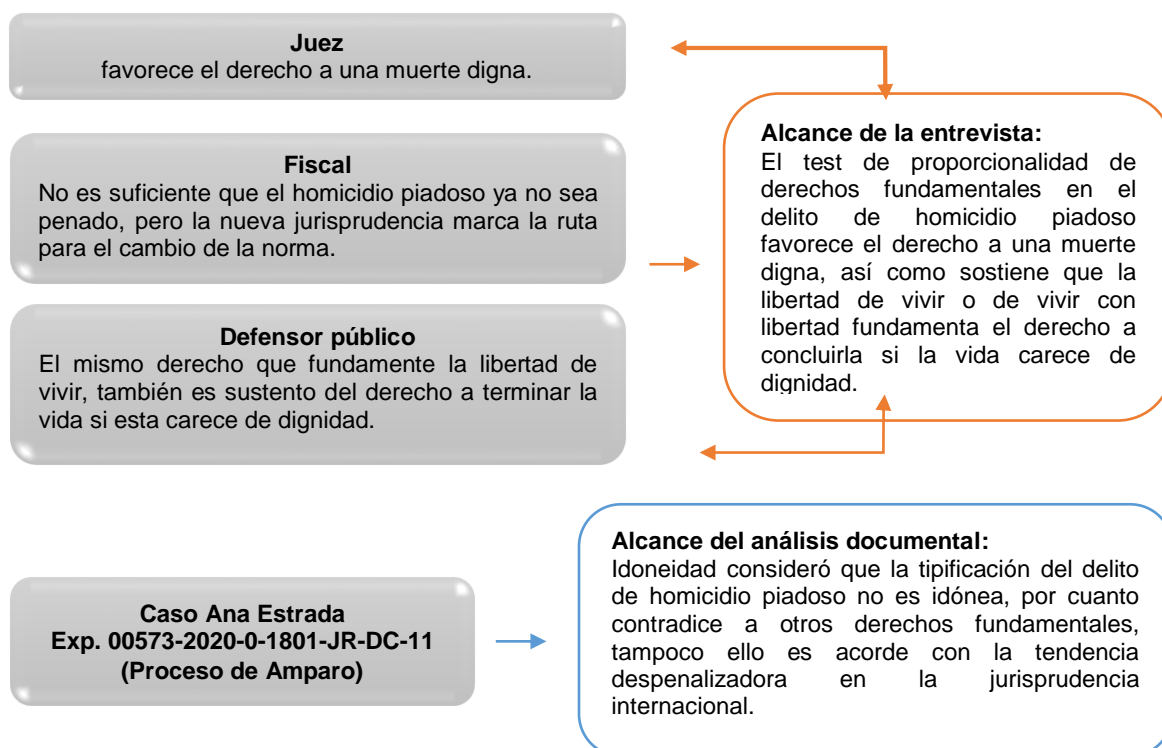 Juez
favorece el derecho a una muerte digna.
Fiscal
No es suficiente que el homicidio piadoso ya no sea
penado, pero la nueva jurisprudencia marca la ruta
para el cambio de la norma.
Defensor público
El mismo derecho que fundamente la libertad de
vivir, también es sustento del derecho a terminar la
vida si esta carece de dignidad.
Alcance de la entrevista:
El test de proporcionalidad de
derechos fundamentales en el
delito de homicidio piadoso
favorece el derecho a una muerte
digna, así como sostiene que la
libertad de vivir o de vivir con
libertad fundamenta el derecho a
concluirla si la vida carece de
dignidad.
Caso Ana Estrada
Exp. 00573-2020-0-1801-JR-DC-11
(Proceso de Amparo)
Alcance del análisis documental:
Idoneidad consideró que la tipificación del delito
de homicidio piadoso no es idónea, por cuanto
contradice a otros derechos fundamentales,
tampoco ello es acorde con la tendencia
despenalizadora en la jurisprudencia
internacional.